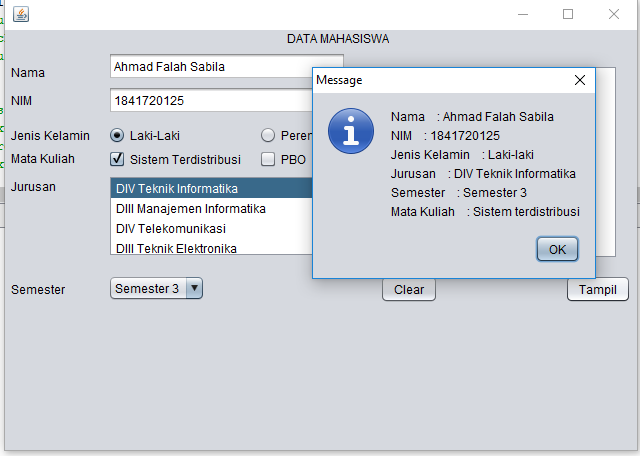 DATA MAHASISWA
Nama
Ahmad Falah Sabila
NIM
1841720125
Jenis Kelamin
Laki-Laki
Mata Kuliah
Sistem Terdistribusi
PBO
Jurusan
DIV Teknik Informatika
DIII Manajemen Informatika
DIV Telekomunikasi
DIII Teknik Elektronika
Semester
Semester 3
Clear
Tampil
Message
Nama : Ahmad Falah Sabila
NIM : 1841720125
Jenis Kelamin : Laki-laki
Jurusan : DIV Teknik Informatika
Semester : Semester 3
Mata Kuliah : Sistem terdistribusi
OK